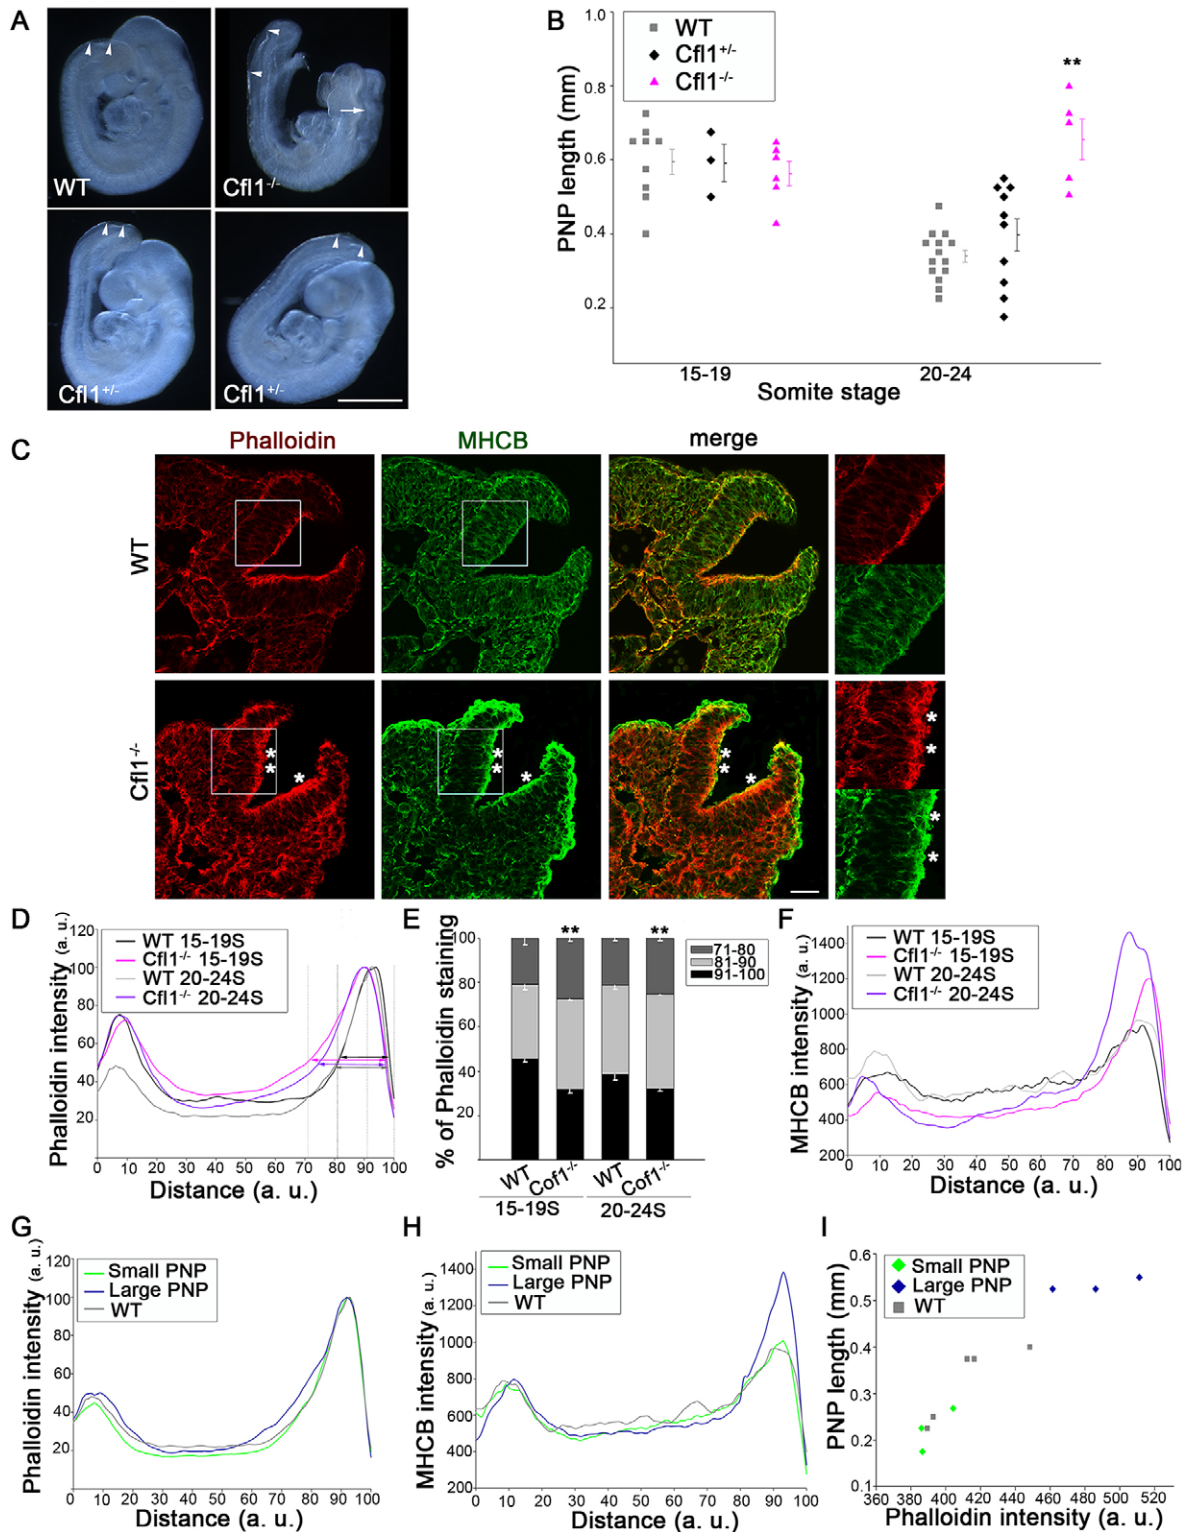 A
WT
Cfl1-/-
Cfl1+/-
Cfl1+/-
B
WT
Cfl1+/-
Cfl1-/-
**
PNP length (mm)
1.0
0.8
0.6
0.4
0.2
15-19
20-24
Somite stage
C
Phalloidin
MHCB
merge
WT
Cfl1-/-
* * *
* * *
* *
* * *
* *
D
Phalloidin intensity (a. u.)
120
100
80
60
40
20
WT 15-19S
Cfl1-/- 15-19S
WT 20-24S
Cfl1-/- 20-24S
0 10 20 30 40 50 60 70 80 90 100
Distance (a. u.)
E
% of Phalloidin staining
100
80
60
40
20
** **
71-80
81-90
91-100
WT
Cof1-/-
WT
Cof1-/-
15-19S
20-24S
F
MHCB intensity (a. u.)
1400
1200
1000
800
600
400
200
WT 15-19S
Cfl1-/- 15-19S
WT 20-24S
Cfl1-/- 20-24S
0 10 20 30 40 50 60 70 80 90 100
Distance (a. u.)
G
Phalloidin intensity (a. u.)
120
100
80
60
40
20
Small PNP
Large PNP
WT
0 10 20 30 40 50 60 70 80 90 100
Distance (a. u.)
H
MHCB intensity (a. u.)
1400
1200
1000
800
600
400
200
Small PNP
Large PNP
WT
0 10 20 30 40 50 60 70 80 90 100
Distance (a. u.)
I
PNP length (mm)
0.6
0.5
0.4
0.3
0.2
0.1
Small PNP
Large PNP
WT
360 380 400 420 440 460 480 500 520
Phalloidin intensity (a. u.)